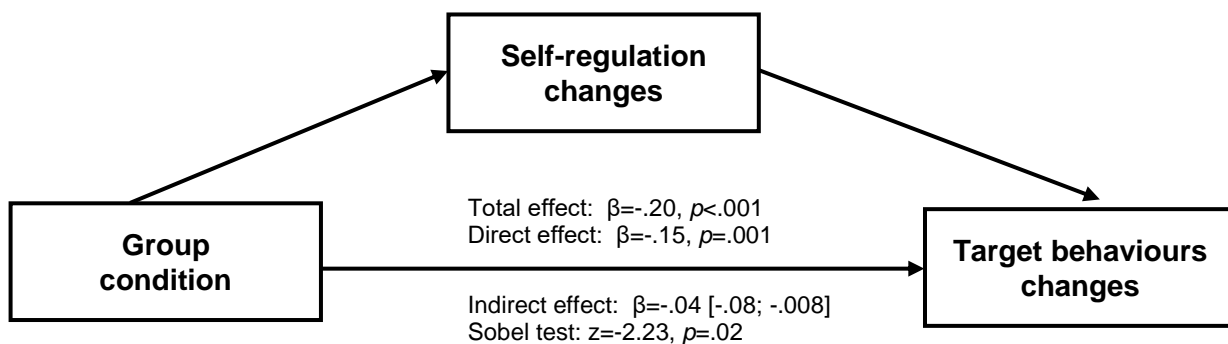 Self-regulation
changes
Total effect:  β=-.20, p<.001
Direct effect:  β=-.15, p=.001
Group
condition
Target behaviours
changes
Indirect effect:  β=-.04 [-.08; -.008]
Sobel test: z=-2.23, p=.02